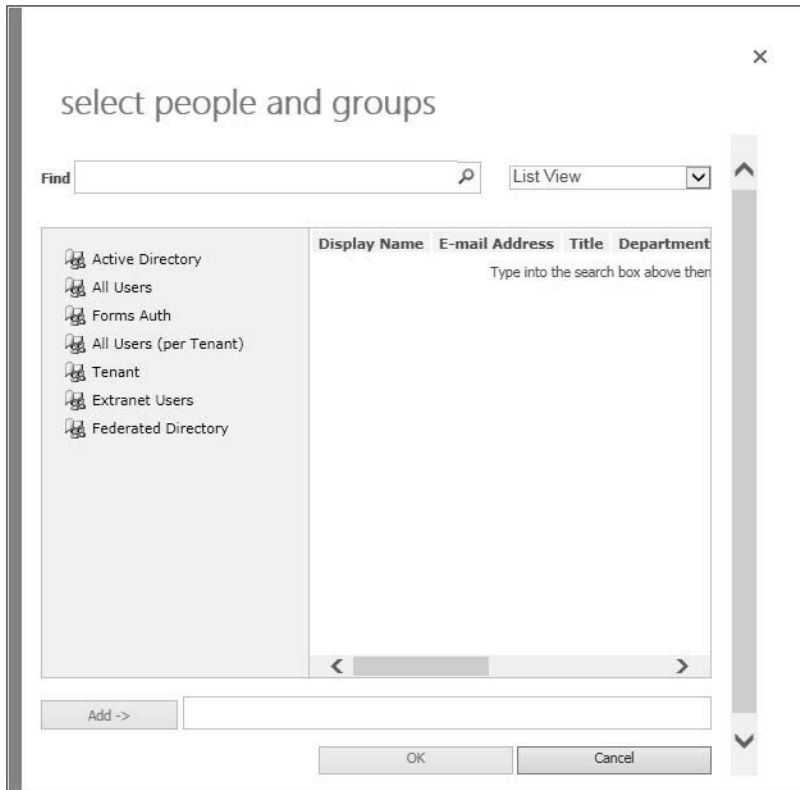 select people and groups
Find
List View
Active Directory
All Users
Forms Auth
All Users (per Tenant)
Tenant
Extranet Users
Federated Directory
Display Name E-mail Address Title Department
Type into the search box above then
Add ->
OK
Cancel